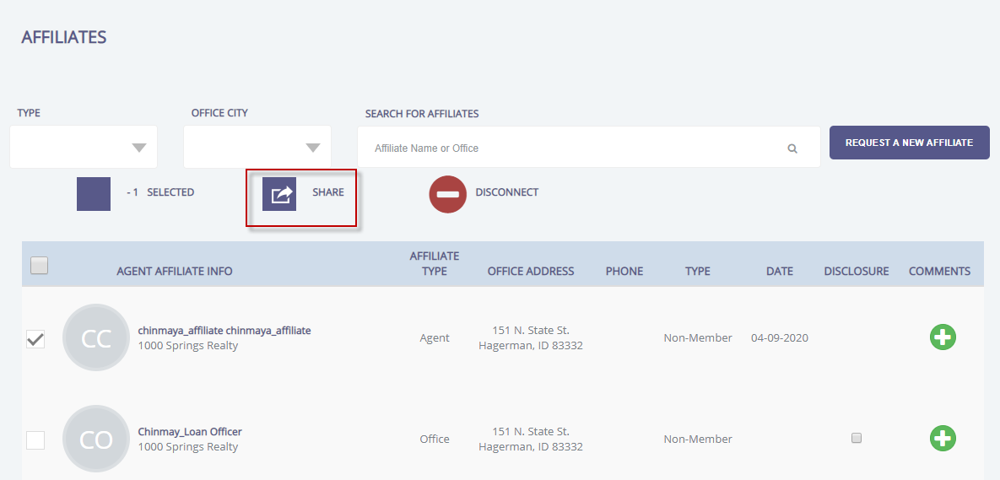 AFFILIATES
TYPE
OFFICE CITY
SEARCH FOR AFFILIATES
Affiliate Name or Office
REQUEST A NEW AFFILIATE
- 1 SELECTED
SHARE
DISCONNECT
AGENT AFFILIATE INFO
AFFILIATE
TYPE
OFFICE ADDRESS
PHONE
TYPE
DATE
DISCLOSURE
COMMENTS
CC
chinmaya_affiliate chinmaya_affiliate
1000 Springs Realty
Agent
151 N. State St.
Hagerman, ID 83332
Non-Member
04-09-2020
CO
Chinmay_Loan Officer
1000 Springs Realty
Office
151 N. State St.
Hagerman, ID 83332
Non-Member